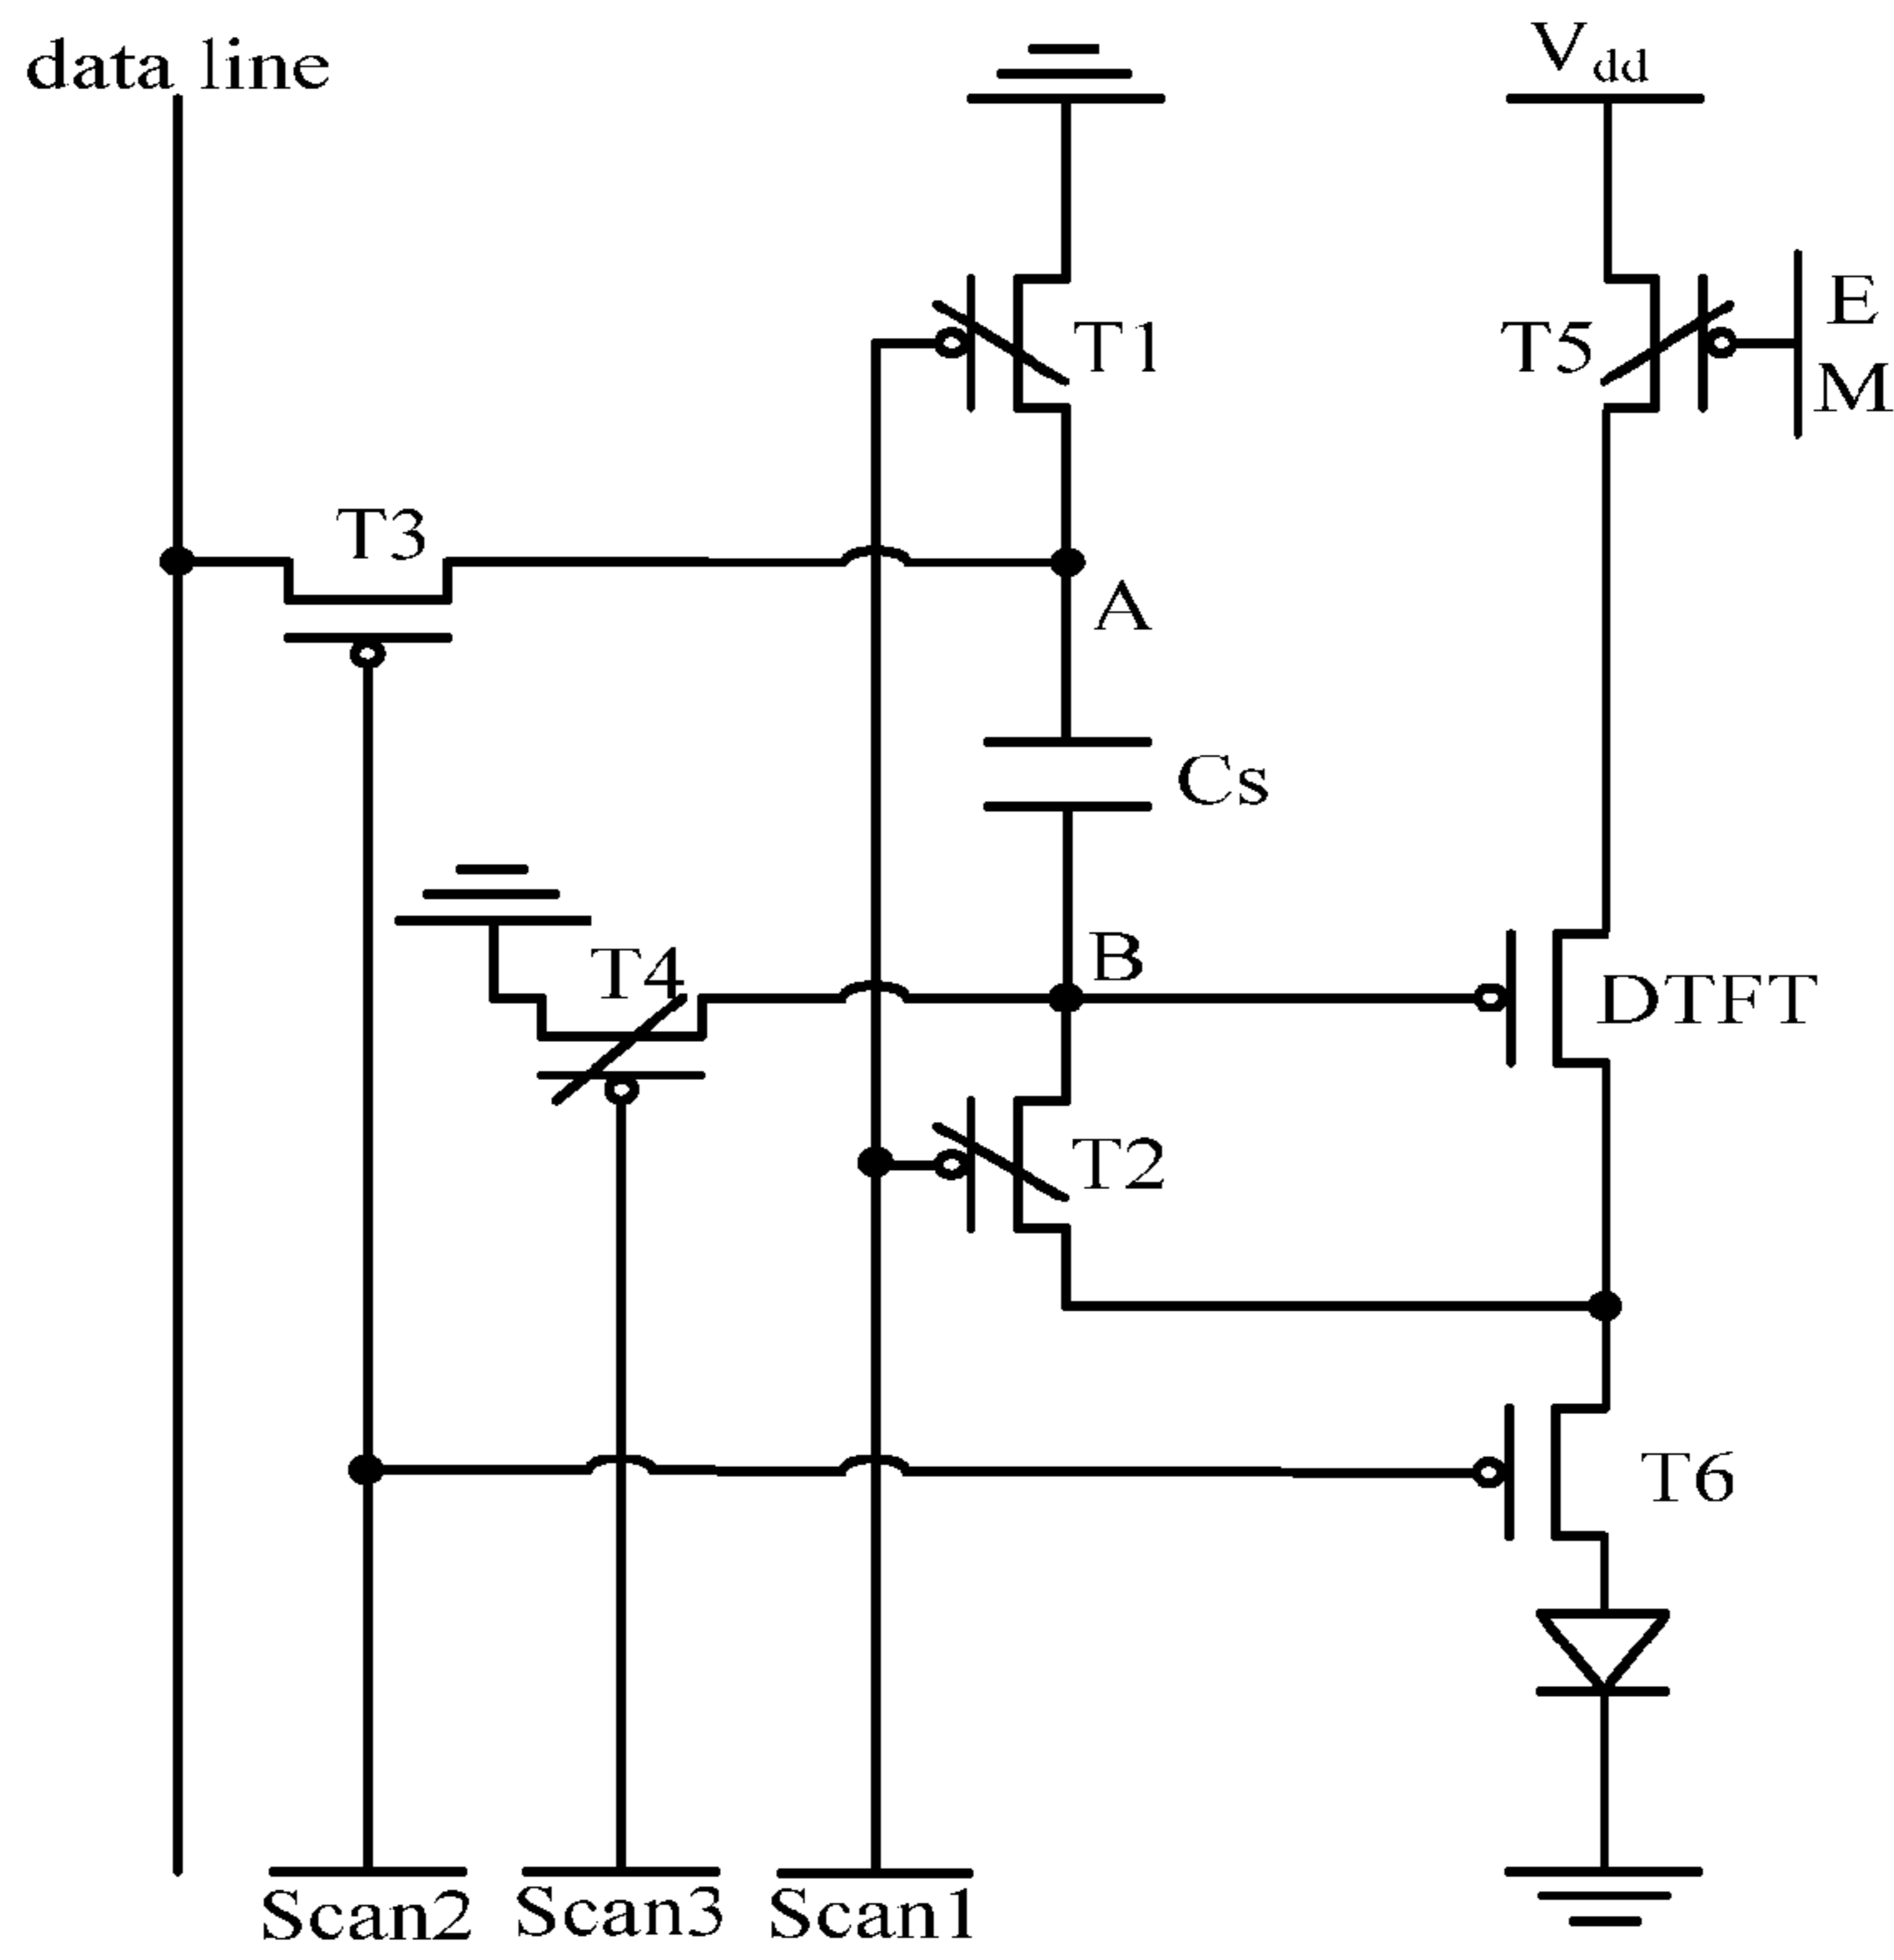 data line
Vdd
T1
T5
E
M
T3
A
Cs
B
T4
DTFT
T2
T6
Scan2
Scan3
Scan1